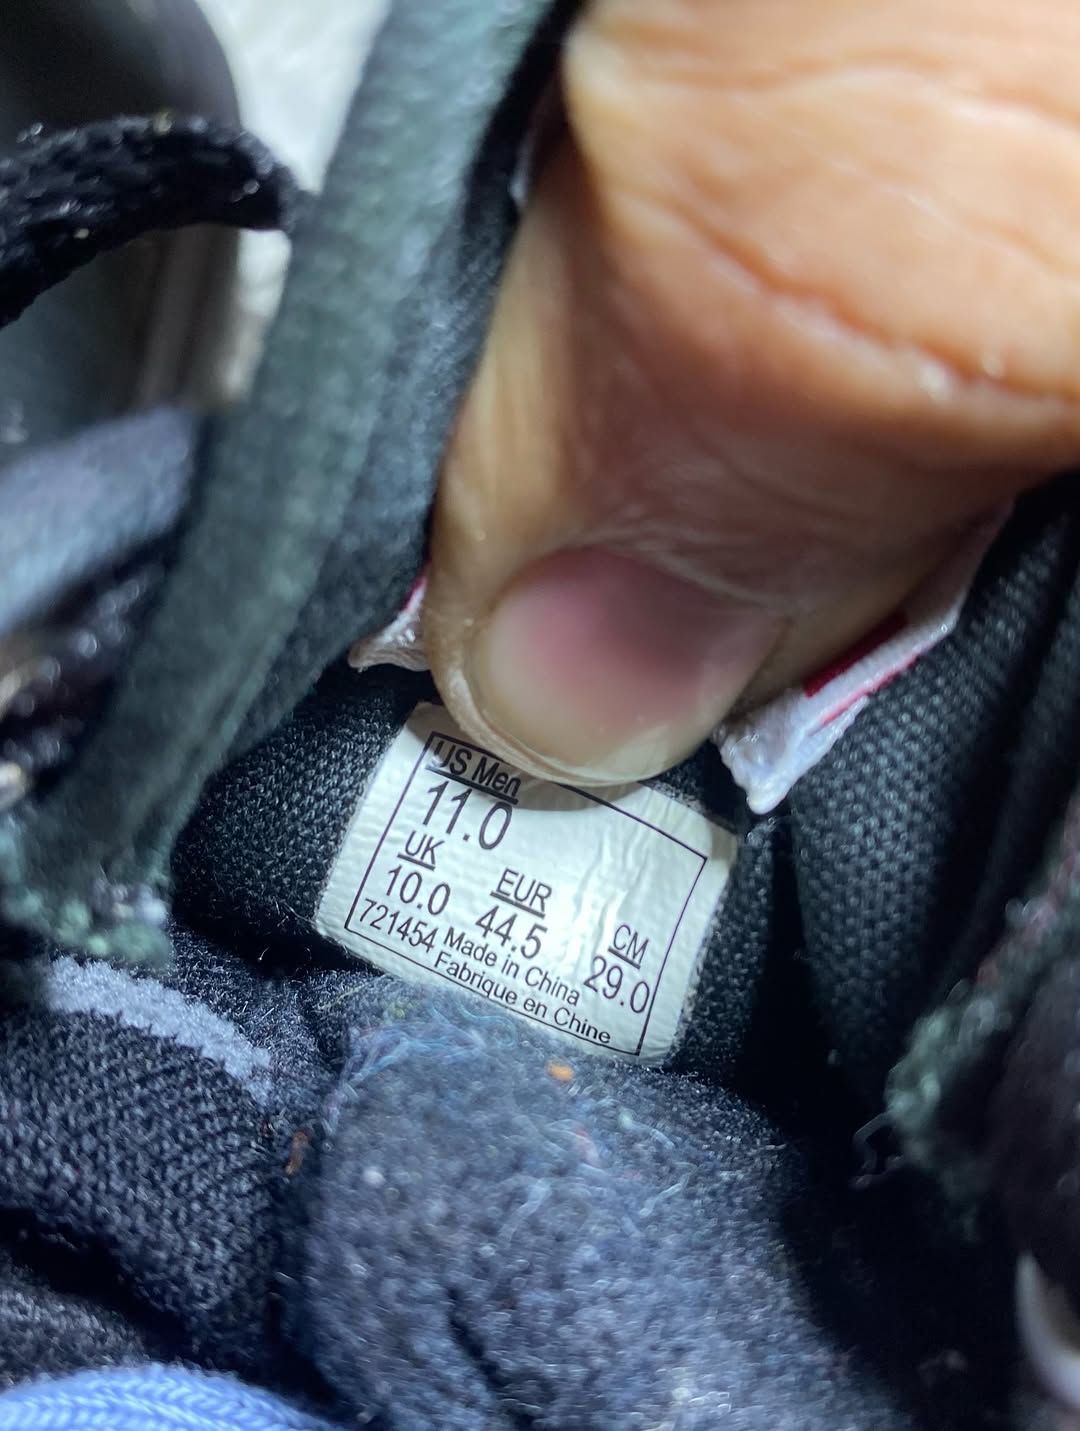 US Men
11.0
UK EUR CM
10.0 44.5 29.0
721454 Made in China
Fabrique en Chine